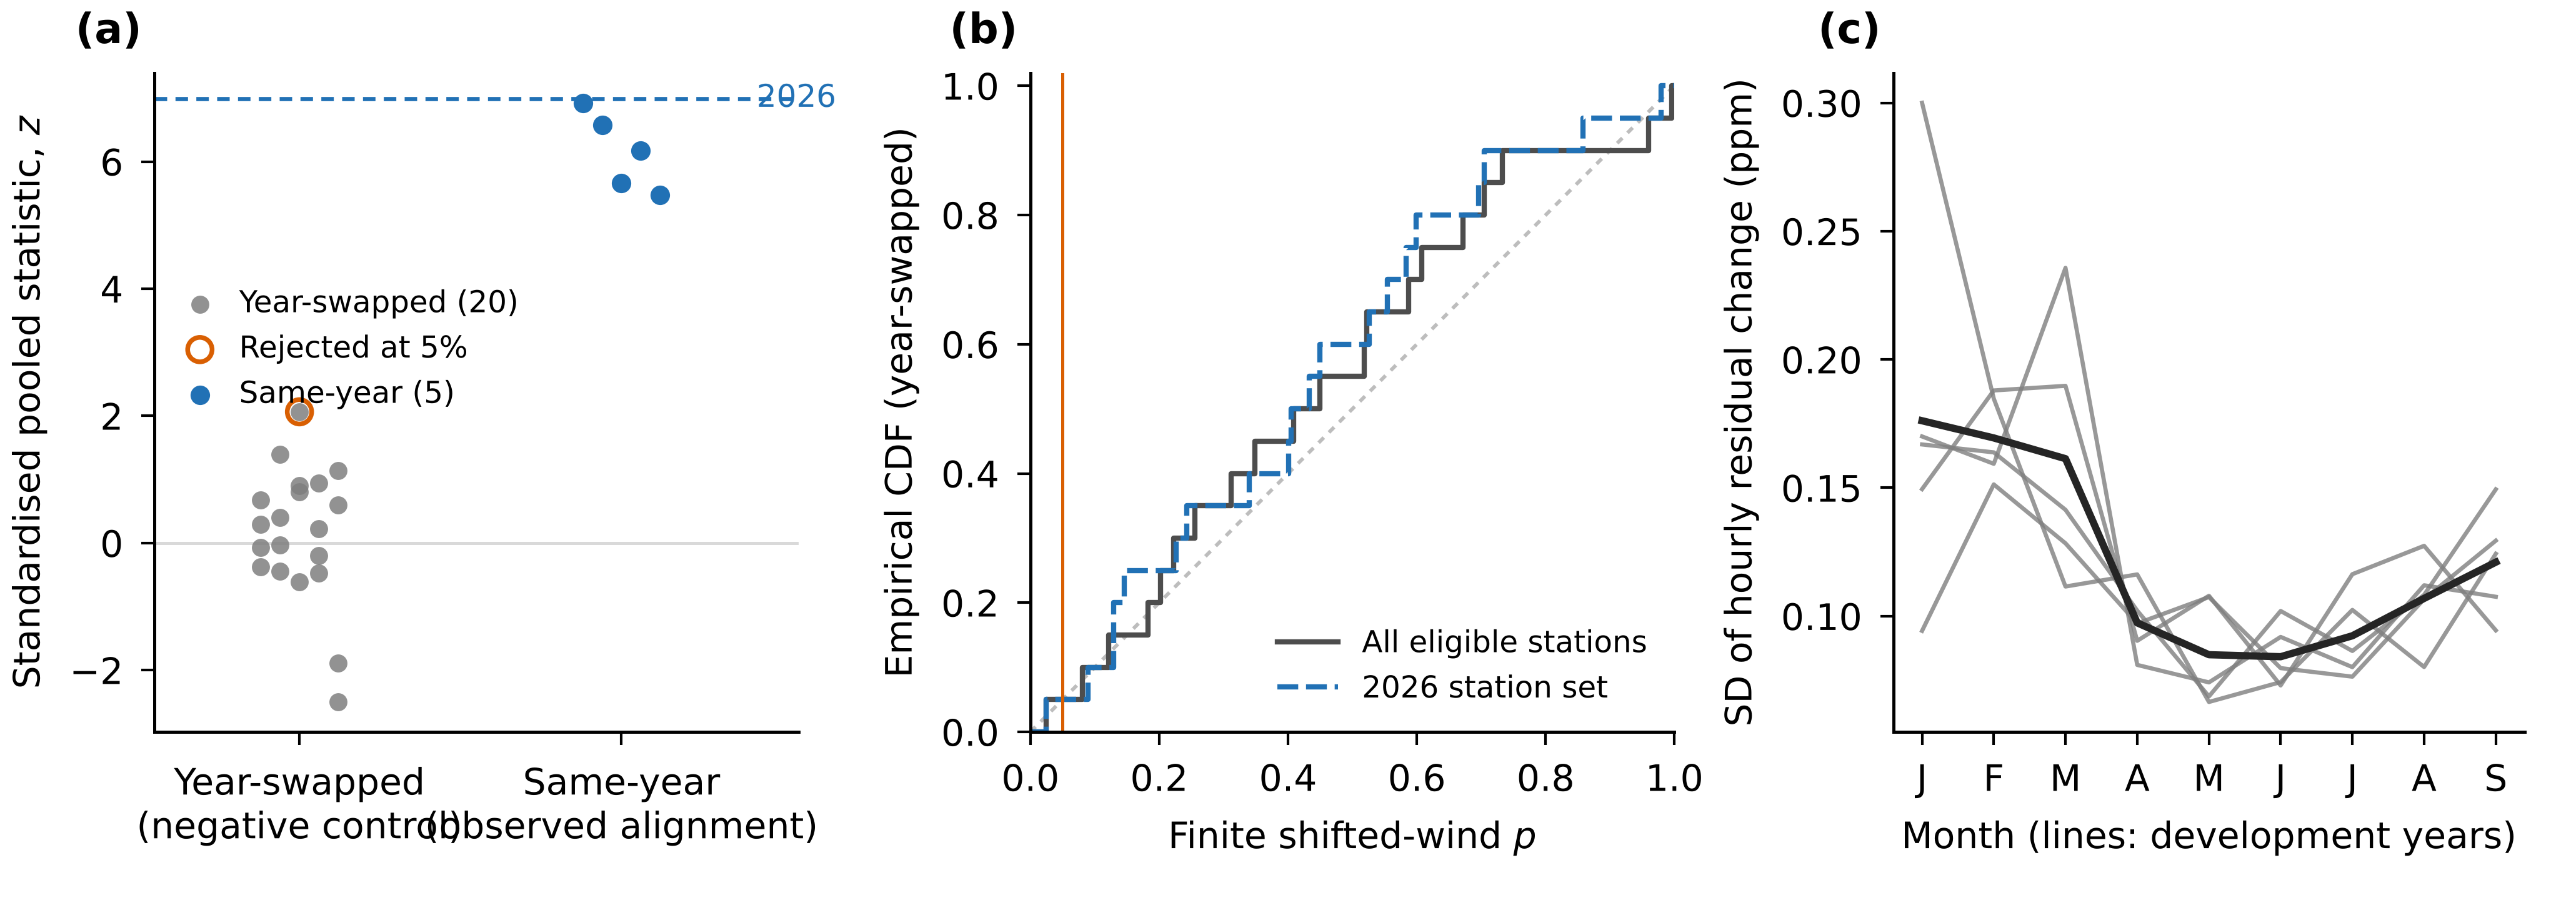 (a)
Standardised pooled statistic, z
6
4
2
0
−2
2026
Year-swapped (20)
Rejected at 5%
Same-year (5)
Year-swapped
(negative control)
Same-year
(observed alignment)
(b)
Empirical CDF (year-swapped)
1.0
0.8
0.6
0.4
0.2
0.0
All eligible stations
2026 station set
0.0 0.2 0.4 0.6 0.8 1.0
Finite shifted-wind p
(c)
SD of hourly residual change (ppm)
0.30
0.25
0.20
0.15
0.10
J F M A M J J A S
Month (lines: development years)